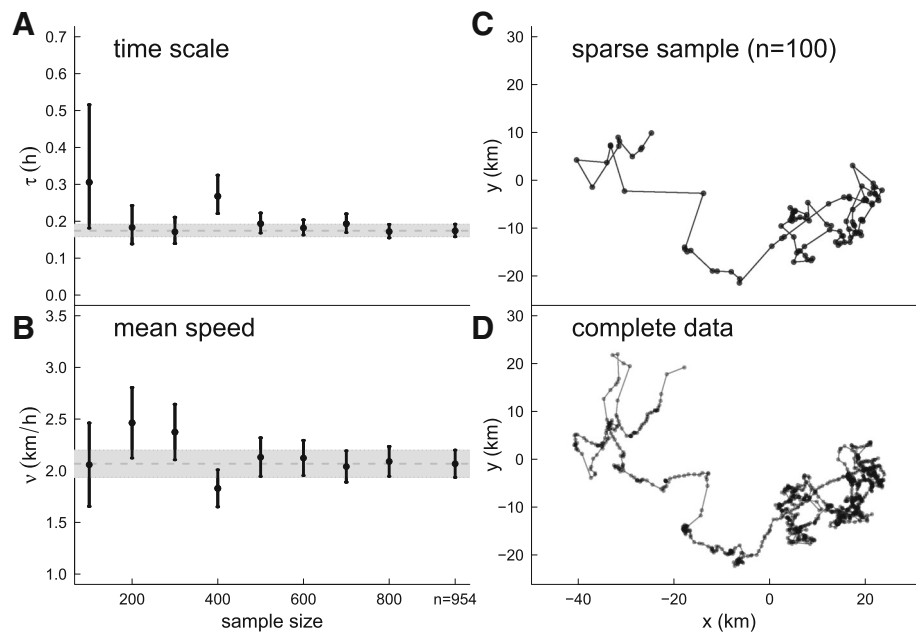 A
time scale
0.7
0.6
0.5
0.4
0.3
0.2
0.1
0.0
τ (h)
B
mean speed
3.5
3.0
2.5
2.0
1.5
1.0
ν (km/h)
200 400 600 800 n=954
sample size
C
sparse sample (n=100)
30
20
10
0
−10
−20
y (km)
D
complete data
30
20
10
0
−10
−20
y (km)
−40 −20 0 20
x (km)